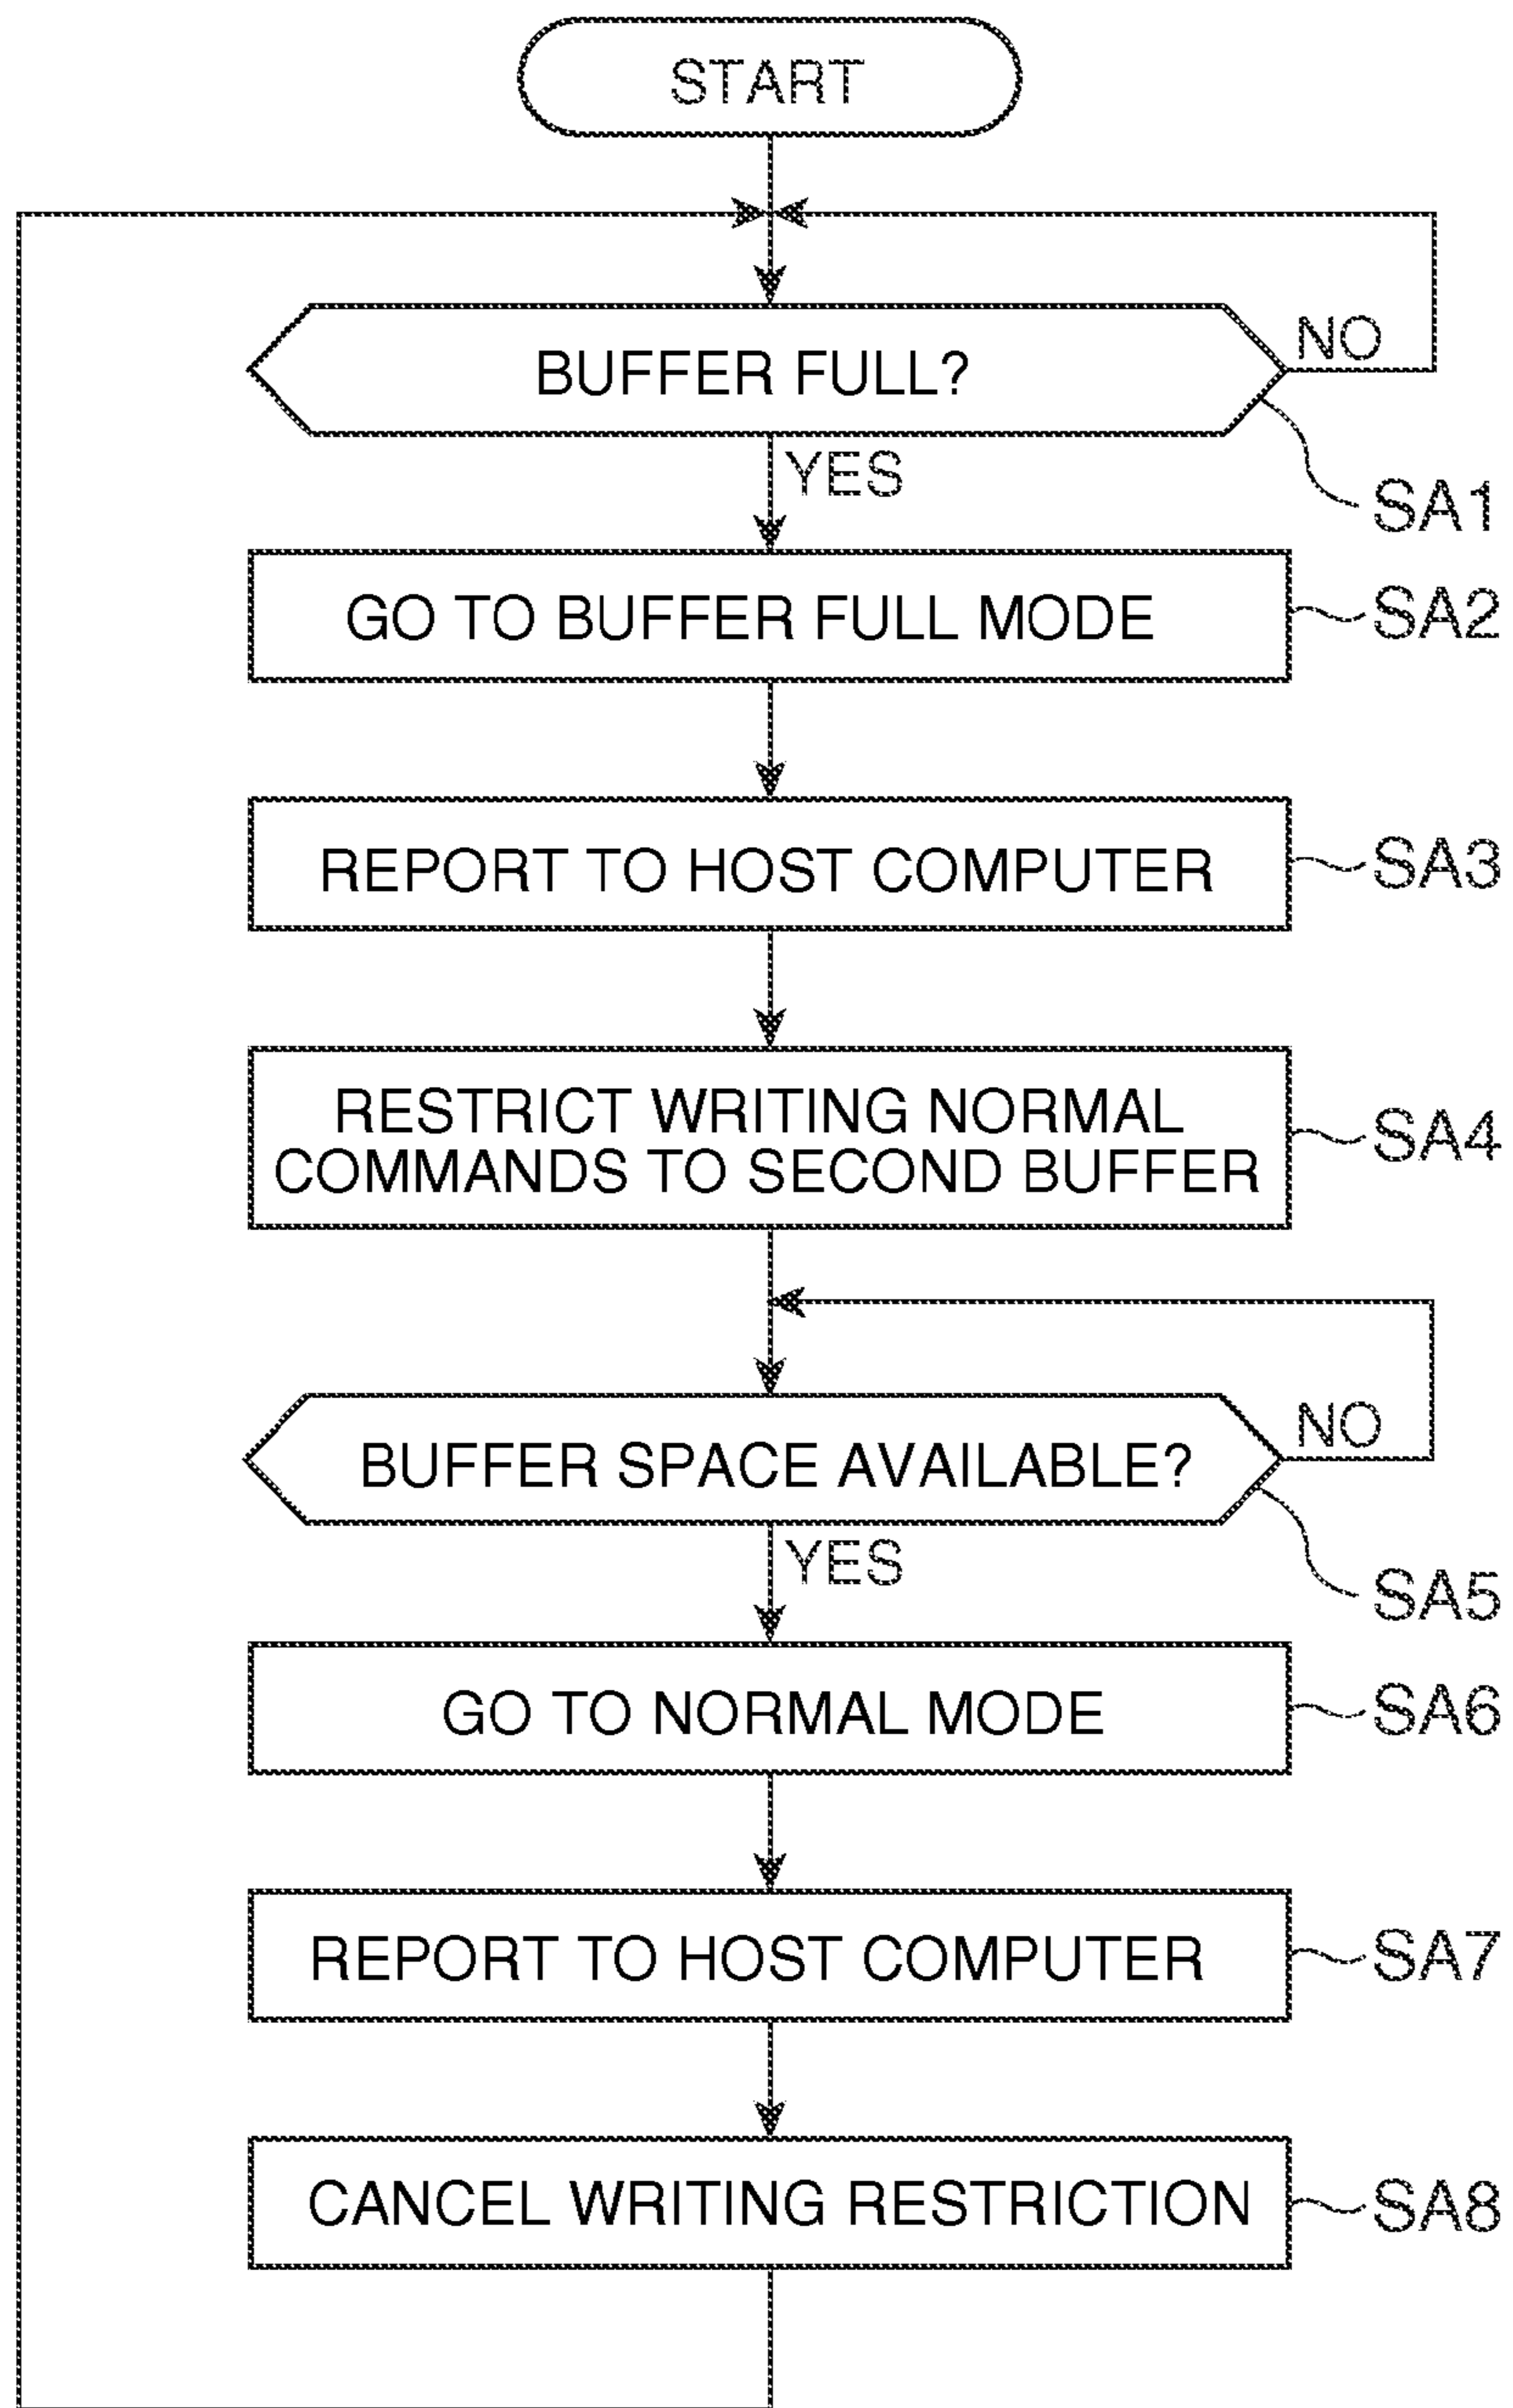 START
BUFFER FULL?
NO
YES
SA1
GO TO BUFFER FULL MODE
SA2
REPORT TO HOST COMPUTER
SA3
RESTRICT WRITING NORMAL
COMMANDS TO SECOND BUFFER
SA4
BUFFER SPACE AVAILABLE?
NO
YES
SA5
GO TO NORMAL MODE
SA6
REPORT TO HOST COMPUTER
SA7
CANCEL WRITING RESTRICTION
SA8